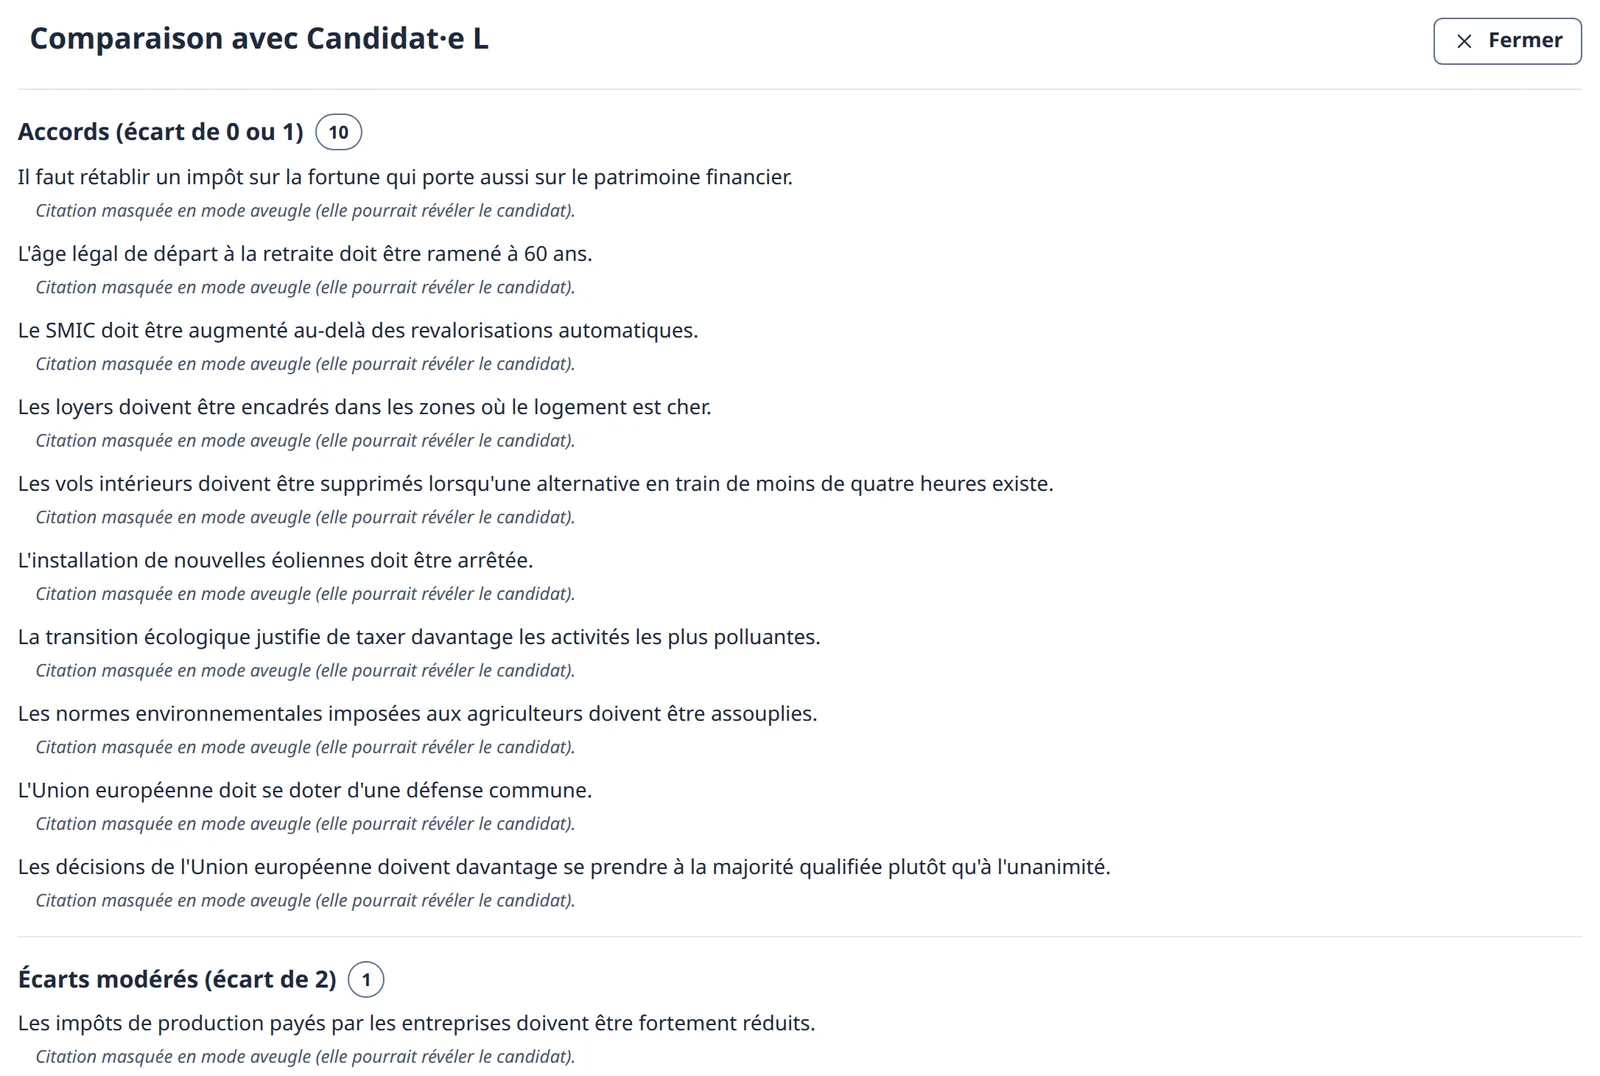 Comparaison avec Candidat·e L
Fermer
Accords (écart de 0 ou 1) 10
Il faut rétablir un impôt sur la fortune qui porte aussi sur le patrimoine financier.
Citation masquée en mode aveugle (elle pourrait révéler le candidat).
L'âge légal de départ à la retraite doit être ramené à 60 ans.
Citation masquée en mode aveugle (elle pourrait révéler le candidat).
Le SMIC doit être augmenté au-delà des revalorisations automatiques.
Citation masquée en mode aveugle (elle pourrait révéler le candidat).
Les loyers doivent être encadrés dans les zones où le logement est cher.
Citation masquée en mode aveugle (elle pourrait révéler le candidat).
Les vols intérieurs doivent être supprimés lorsqu'une alternative en train de moins de quatre heures existe.
Citation masquée en mode aveugle (elle pourrait révéler le candidat).
L'installation de nouvelles éoliennes doit être arrêtée.
Citation masquée en mode aveugle (elle pourrait révéler le candidat).
La transition écologique justifie de taxer davantage les activités les plus polluantes.
Citation masquée en mode aveugle (elle pourrait révéler le candidat).
Les normes environnementales imposées aux agriculteurs doivent être assouplies.
Citation masquée en mode aveugle (elle pourrait révéler le candidat).
L'Union européenne doit se doter d'une défense commune.
Citation masquée en mode aveugle (elle pourrait révéler le candidat).
Les décisions de l'Union européenne doivent davantage se prendre à la majorité qualifiée plutôt qu'à l'unanimité.
Citation masquée en mode aveugle (elle pourrait révéler le candidat).
Écarts modérés (écart de 2) 1
Les impôts de production payés par les entreprises doivent être fortement réduits.
Citation masquée en mode aveugle (elle pourrait révéler le candidat).